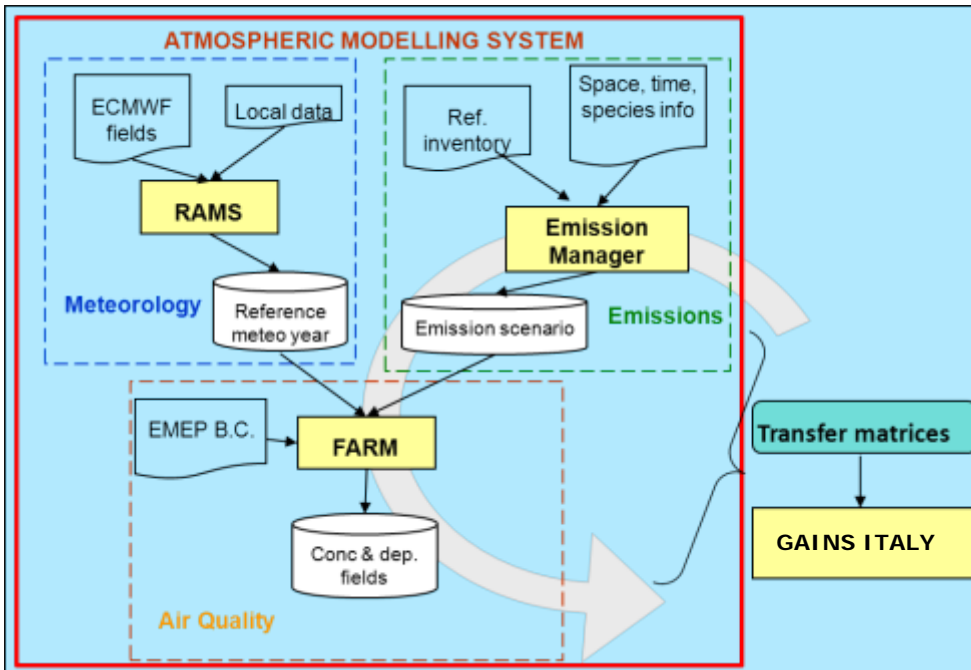 ATMOSPHERIC MODELLING SYSTEM
ECMWF
fields
Local data
RAMS
Meteorology
Reference
meteo year
Ref.
inventory
Space, time,
species info
Emission
Manager
Emission scenario
Emissions
EMEP B.C.
FARM
Conc & dep.
fields
Air Quality
Transfer matrices
GAINS ITALY